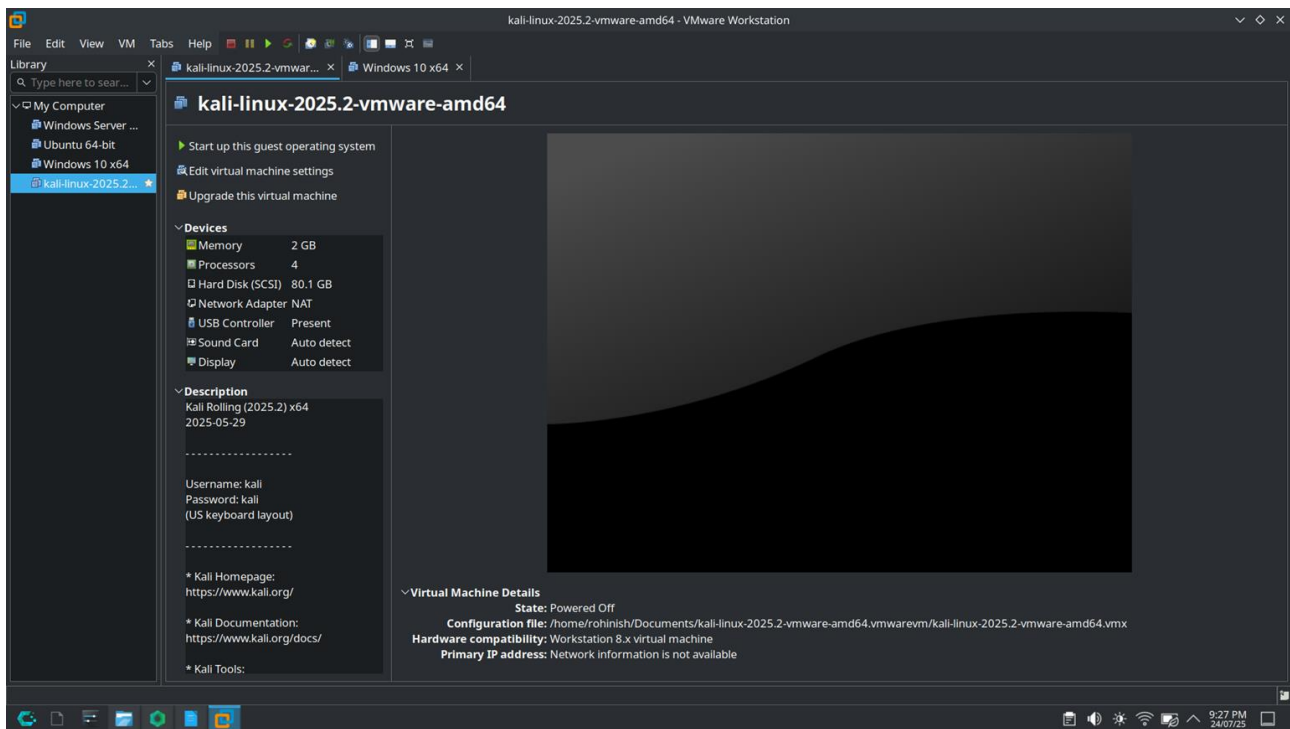 kali-linux-2025.2-vmware-amd64 - VMware Workstation
File Edit View VM Tabs Help
Library
Type here to sear...
My Computer
Windows Server ...
Ubuntu 64-bit
Windows 10 x64
kali-linux-2025.2...
kali-linux-2025.2-vmwar... Windows 10 x64
kali-linux-2025.2-vmware-amd64
Start up this guest operating system
Edit virtual machine settings
Upgrade this virtual machine
Devices
Memory 2 GB
Processors 4
Hard Disk (SCSI) 80.1 GB
Network Adapter NAT
USB Controller Present
Sound Card Auto detect
Display Auto detect
Description
Kali Rolling (2025.2) x64
2025-05-29
- - - - - - - - - - - - - - - - - -
Username: kali
Password: kali
(US keyboard layout)
- - - - - - - - - - - - - - - - - -
* Kali Homepage:
https://www.kali.org/
* Kali Documentation:
https://www.kali.org/docs/
* Kali Tools:
Virtual Machine Details
State: Powered Off
Configuration file: /home/rohinish/Documents/kali-linux-2025.2-vmware-amd64.vmwarevm/kali-linux-2025.2-vmware-amd64.vmx
Hardware compatibility: Workstation 8.x virtual machine
Primary IP address: Network information is not available
9:27 PM
24/07/25